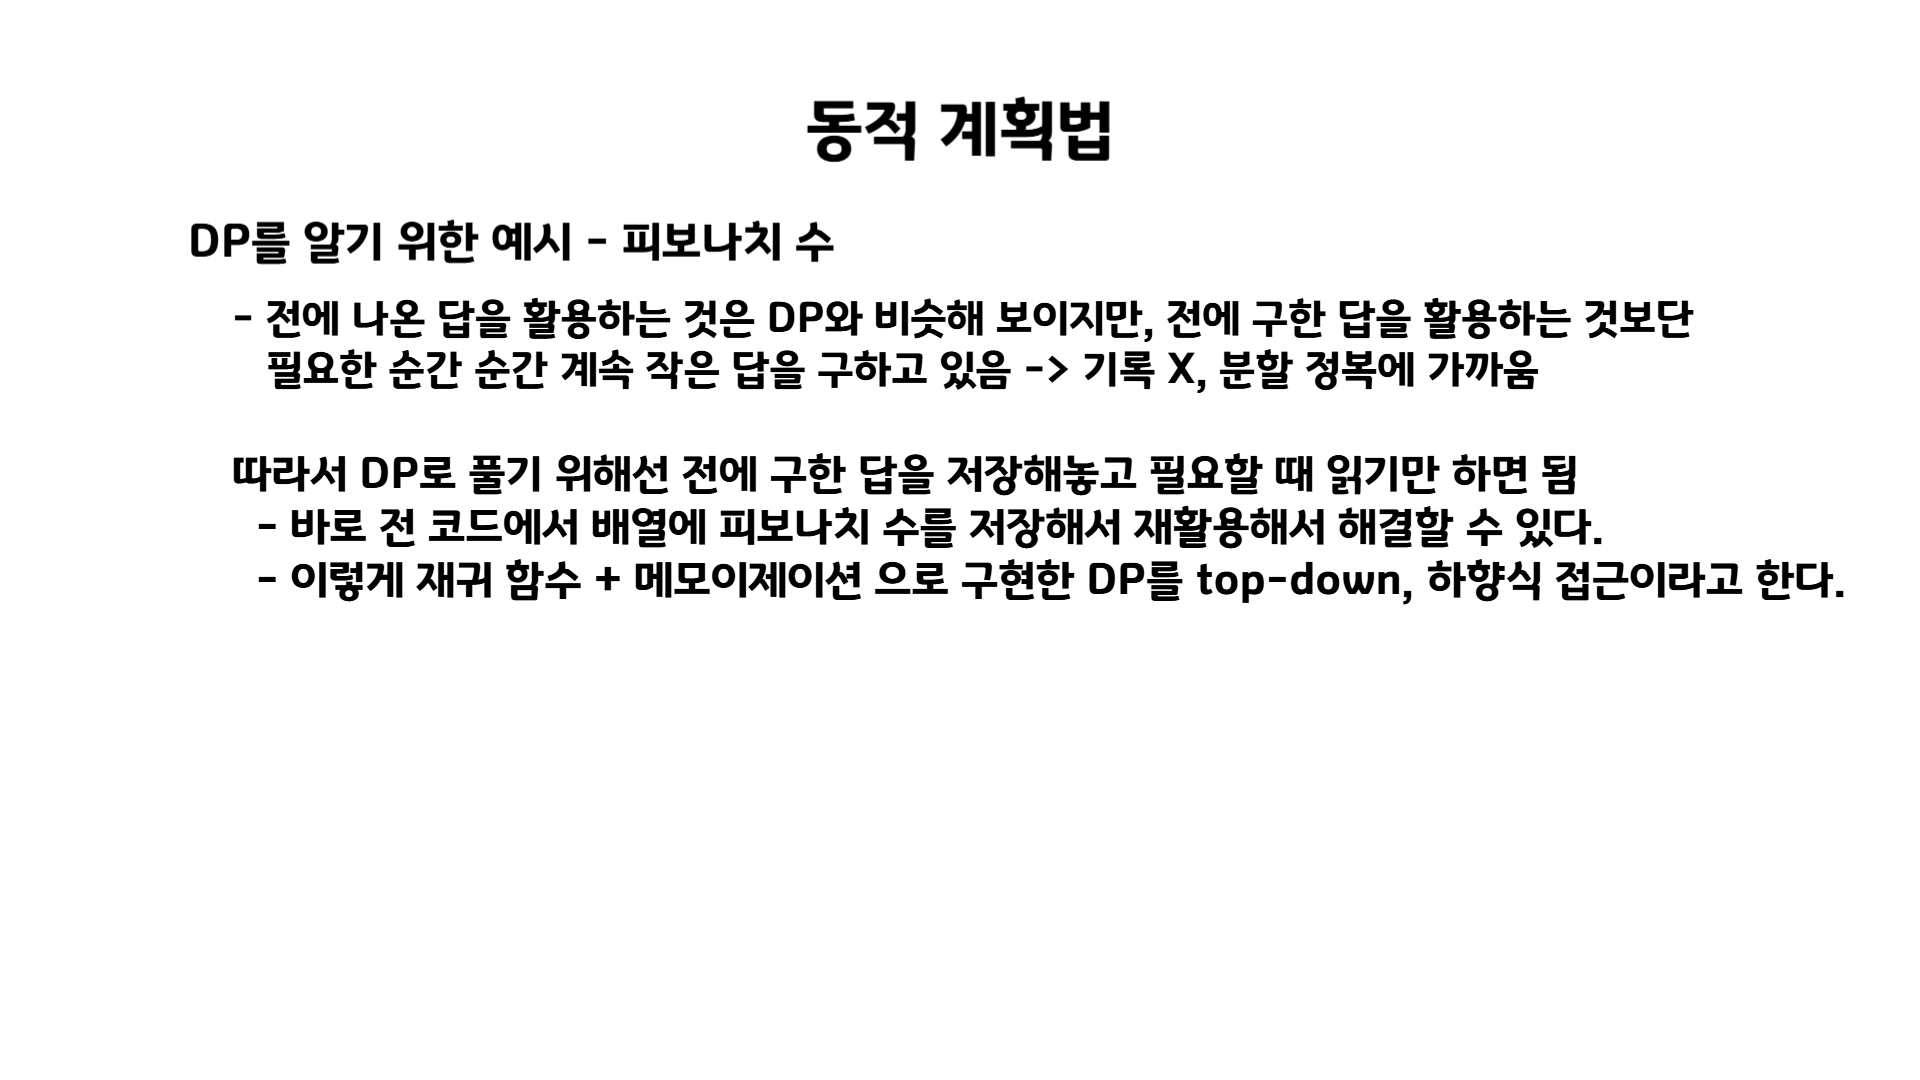 동적 계획법
DP를 알기 위한 예시 - 피보나치 수
- 전에 나온 답을 활용하는 것은 DP와 비슷해 보이지만, 전에 구한 답을 활용하는 것보단
필요한 순간 순간 계속 작은 답을 구하고 있음 -> 기록 X, 분할 정복에 가까움
따라서 DP로 풀기 위해선 전에 구한 답을 저장해놓고 필요할 때 읽기만 하면 됨
- 바로 전 코드에서 배열에 피보나치 수를 저장해서 재활용해서 해결할 수 있다.
- 이렇게 재귀 함수 + 메모이제이션 으로 구현한 DP를 top-down, 하향식 접근이라고 한다.